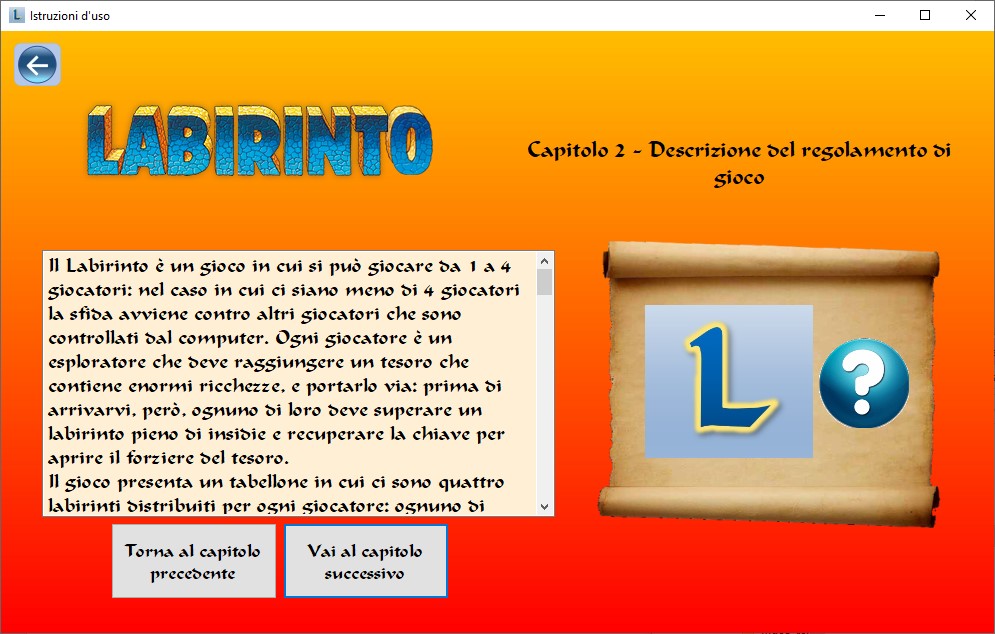 L Istruzioni d'uso
LABIRINTO
Capitolo 2 - Descrizione del regolamento di
gioco
Il Labirinto è un gioco in cui si può giocare da 1 a 4
giocatori: nel caso in cui ci siano meno di 4 giocatori
la sfida avviene contro altri giocatori che sono
controllati dal computer. Ogni giocatore è un
esploratore che deve raggiungere un tesoro che
contiene enormi ricchezze, e portarlo via: prima di
arrivarvi, però, ognuno di loro deve superare un
labirinto pieno di insidie e recuperare la chiave per
aprire il forziere del tesoro.
Il gioco presenta un tabellone in cui ci sono quattro
labirinti distribuiti per ogni giocatore: ognuno di
L ?
Torna al capitolo
precedente
Vai al capitolo
successivo